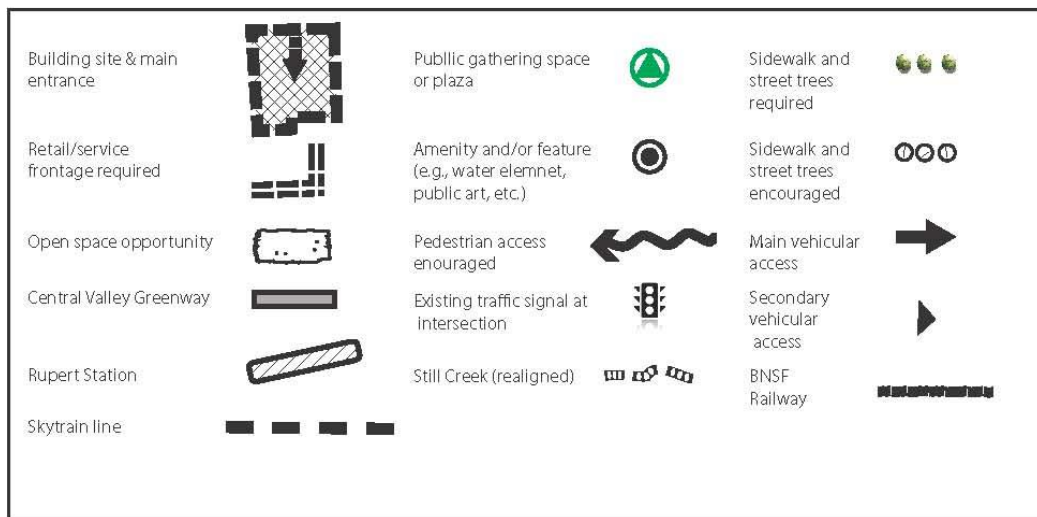 Building site & main
entrance
Retail/service
frontage required
Open space opportunity
Central Valley Greenway
Rupert Station
Skytrain line
Publlic gathering space
or plaza
Amenity and/or feature
(e.g., water elemnet,
public art, etc.)
Pedestrian access
enouraged
Existing traffic signal at
intersection
Still Creek (realigned)
Sidewalk and
street trees
required
Sidewalk and
street trees
encouraged
Main vehicular
access
Secondary
vehicular
access
BNSF
Railway